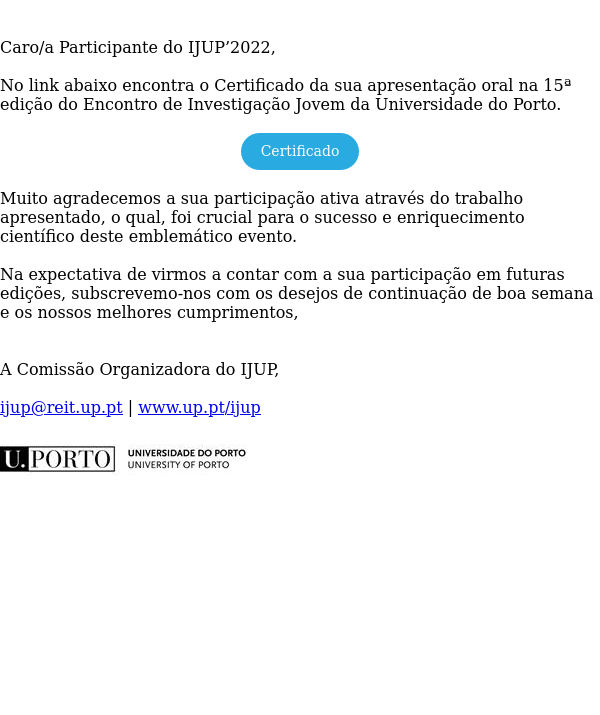 Caro/a Participante do IJUP’2022,
No link abaixo encontra o Certificado da sua apresentação oral na 15ª
edição do Encontro de Investigação Jovem da Universidade do Porto.
Certificado
Muito agradecemos a sua participação ativa através do trabalho
apresentado, o qual, foi crucial para o sucesso e enriquecimento
científico deste emblemático evento.
Na expectativa de virmos a contar com a sua participação em futuras
edições, subscrevemo-nos com os desejos de continuação de boa semana
e os nossos melhores cumprimentos,
A Comissão Organizadora do IJUP,
ijup@reit.up.pt | www.up.pt/ijup
U.PORTO UNIVERSIDADE DO PORTO
UNIVERSITY OF PORTO